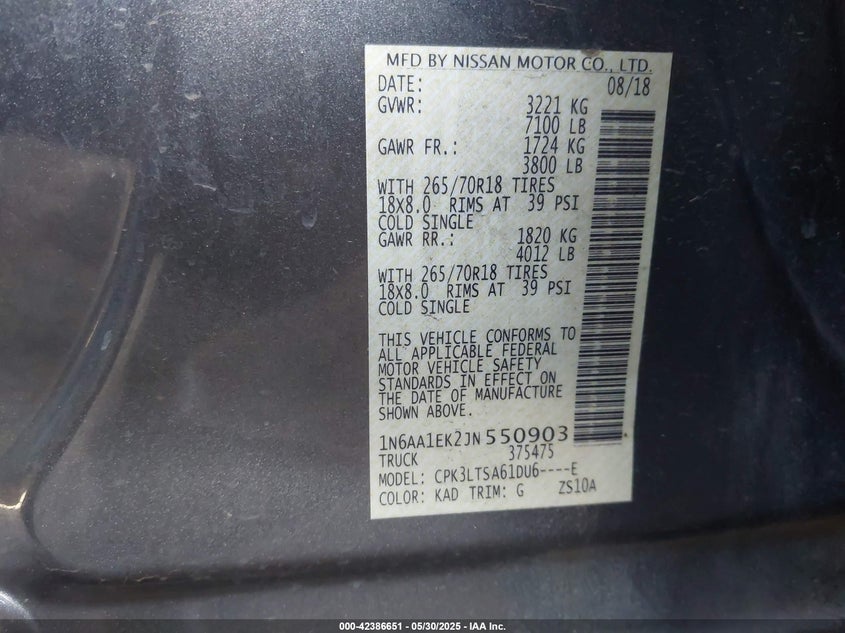 MFD BY NISSAN MOTOR CO., LTD.
DATE: 08/18
GVWR: 3221 KG
7100 LB
GAWR FR.: 1724 KG
3800 LB
WITH 265/70R18 TIRES
18X8.0 RIMS AT 39 PSI
COLD SINGLE
GAWR RR.: 1820 KG
4012 LB
WITH 265/70R18 TIRES
18X8.0 RIMS AT 39 PSI
COLD SINGLE
THIS VEHICLE CONFORMS TO
ALL APPLICABLE FEDERAL
MOTOR VEHICLE SAFETY
STANDARDS IN EFFECT ON
THE DATE OF MANUFACTURE
SHOWN ABOVE.
1N6AA1EK2JN550903
TRUCK 375475
MODEL: CPK3LTSA61DU6----E
COLOR: KAD TRIM: G ZS10A
000-42386651 - 05/30/2025 - IAA Inc.